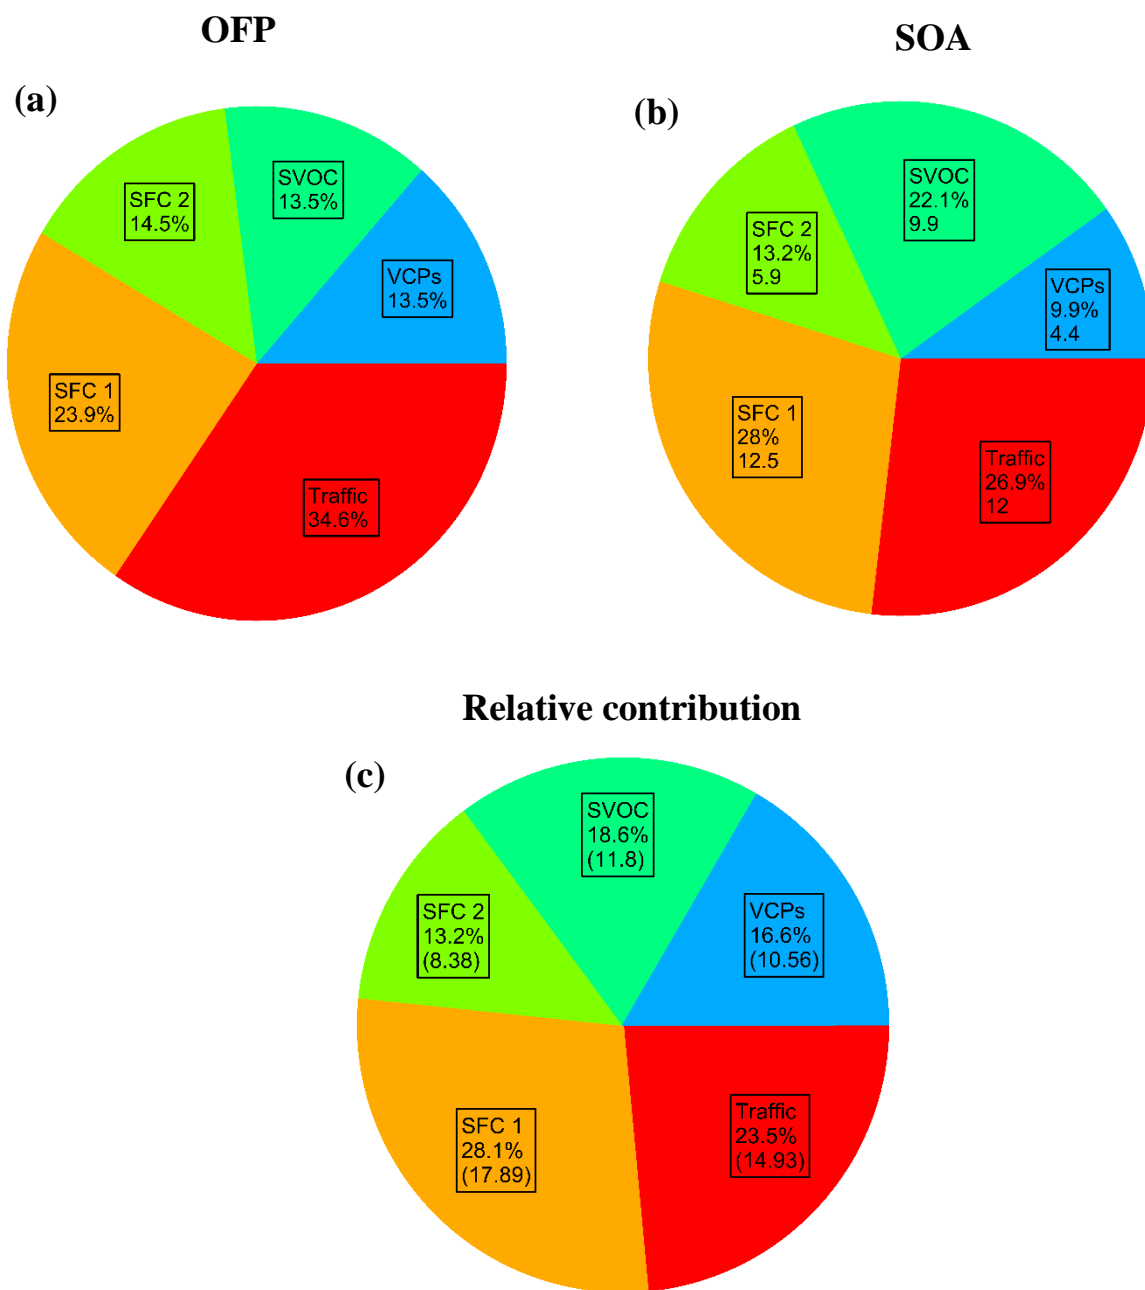 OFP
SOA
(a)
SVOC
13.5%
SFC 2
14.5%
VCPs
13.5%
SFC 1
23.9%
Traffic
34.6%
(b)
SVOC
22.1%
9.9
SFC 2
13.2%
5.9
VCPs
9.9%
4.4
SFC 1
28%
12.5
Traffic
26.9%
12
Relative contribution
(c)
SVOC
18.6%
(11.8)
SFC 2
13.2%
(8.38)
VCPs
16.6%
(10.56)
SFC 1
28.1%
(17.89)
Traffic
23.5%
(14.93)